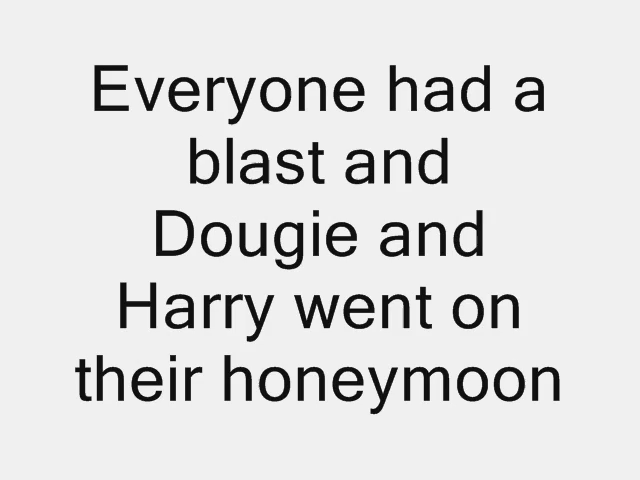 Everyone had a
blast and
Dougie and
Harry went on
their honeymoon